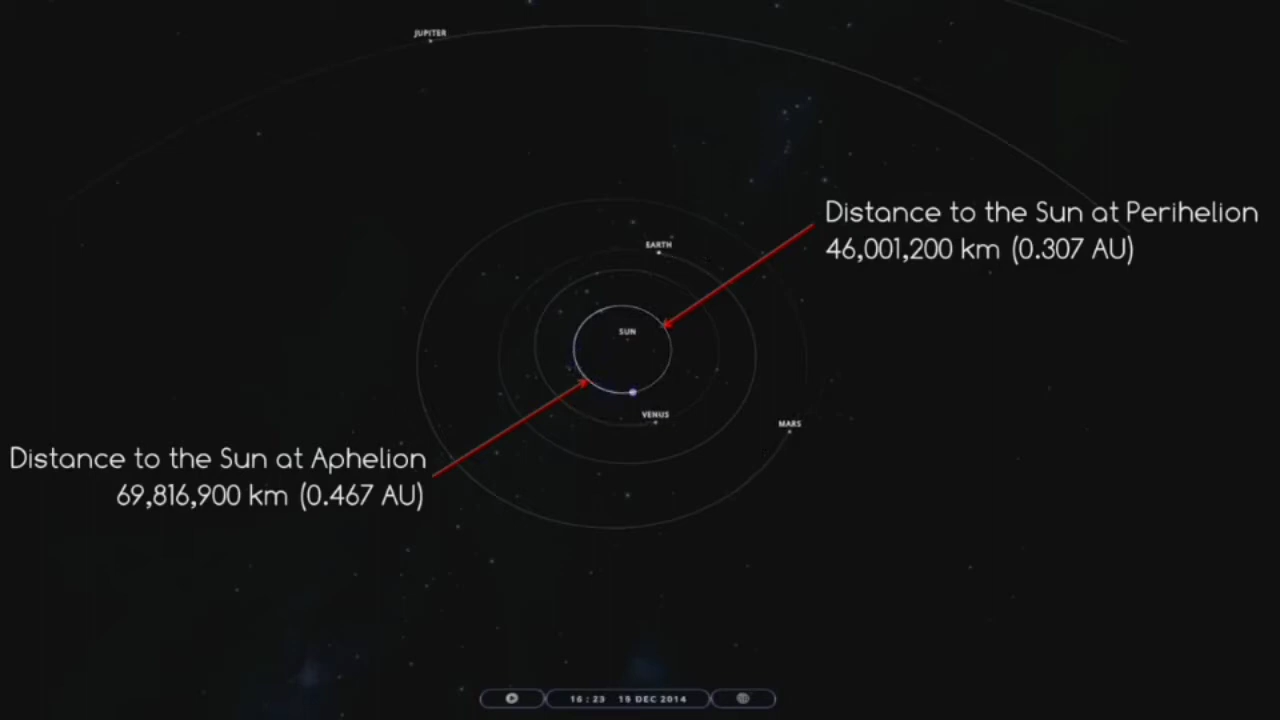 JUPITER
Distance to the Sun at Perihelion
46,001,200 km (0.307 AU)
EARTH
SUN
VENUS
MARS
Distance to the Sun at Aphelion
69,816,900 km (0.467 AU)
16 : 23 15 DEC 2014